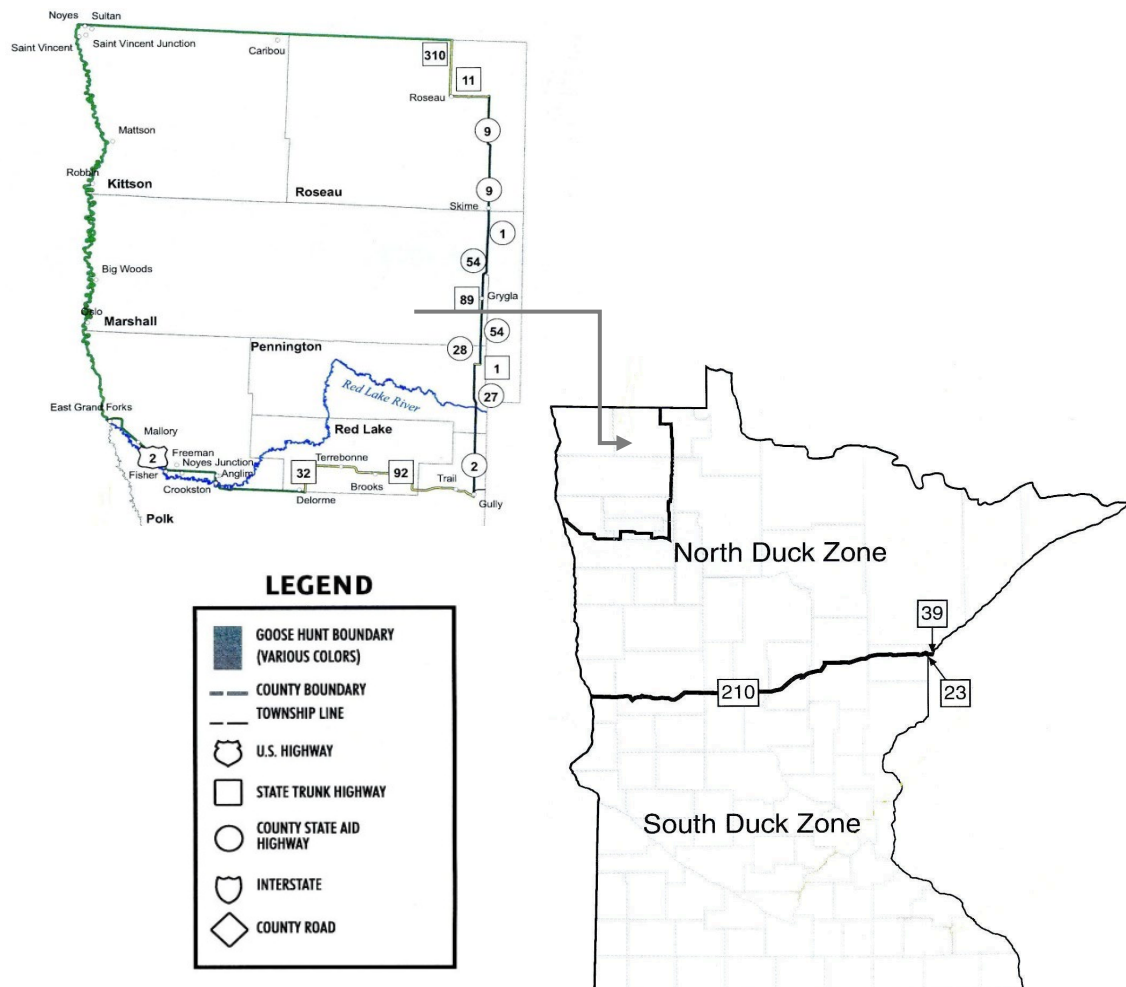 Noyes
Sultan
Saint Vincent
Saint Vincent Junction
Caribou
310
11
Roseau
9
Mattson
Robbin
Kittson
Roseau
9
Skime
1
54
Big Woods
89
Grygla
Oslo
Marshall
54
Pennington
28
1
Red Lake River
27
East Grand Forks
Red Lake
Mallory
Freeman
2
Noyes Junction
Terrebonne
2
Fisher
Anglim
32
92
Crookston
Brooks
Trail
Delorme
Gully
Polk
North Duck Zone
39
210
23
South Duck Zone
LEGEND
GOOSE HUNT BOUNDARY
(VARIOUS COLORS)
COUNTY BOUNDARY
TOWNSHIP LINE
U.S. HIGHWAY
STATE TRUNK HIGHWAY
COUNTY STATE AID
HIGHWAY
INTERSTATE
COUNTY ROAD